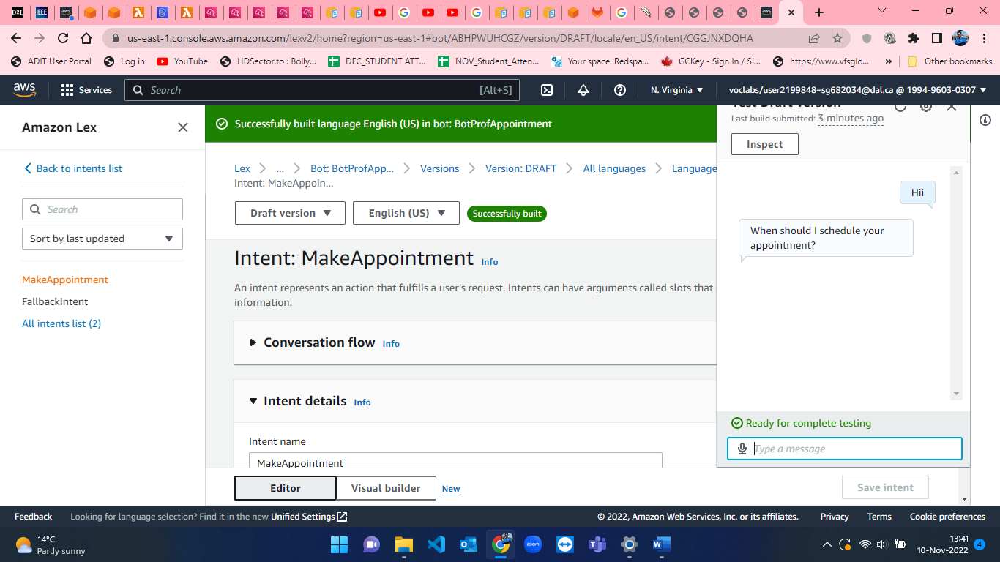 D2L
IEEE
aws
us-east-1.console.aws.amazon.com/lexv2/home?region=us-east-1#bot/ABHPWUHCGZ/version/DRAFT/locale/en_US/intent/CGGJNXDQHA
ADIT User Portal
Log in
YouTube
HDSector.to : Bolly...
DEC_STUDENT ATT...
NOV_Student_Atten...
Your space. Redspa...
GCKey - Sign In / Si...
https://www.vfsglo...
»
Other bookmarks
aws
Services
Search
[Alt+S]
N. Virginia
voclabs/user2199848=sg682034@dal.ca @ 1994-9603-0307
Amazon Lex
Successfully built language English (US) in bot: BotProfAppointment
Test Draft version
Last build submitted: 3 minutes ago
Inspect
Back to intents list
Search
Sort by last updated
MakeAppointment
FallbackIntent
All intents list (2)
Lex
...
Bot: BotProfApp...
Versions
Version: DRAFT
All languages
Language
Intent: MakeAppoin...
Draft version
English (US)
Successfully built
Intent: MakeAppointment Info
An intent represents an action that fulfills a user's request. Intents can have arguments called slots that
information.
Conversation flow Info
Intent details Info
Intent name
MakeAppointment
Hii
When should I schedule your
appointment?
Ready for complete testing
Type a message
Editor
Visual builder
New
Save intent
Feedback
Looking for language selection? Find it in the new Unified Settings
© 2022, Amazon Web Services, Inc. or its affiliates.
Privacy
Terms
Cookie preferences
14°C
Partly sunny
zoom
13:41
10-Nov-2022
4